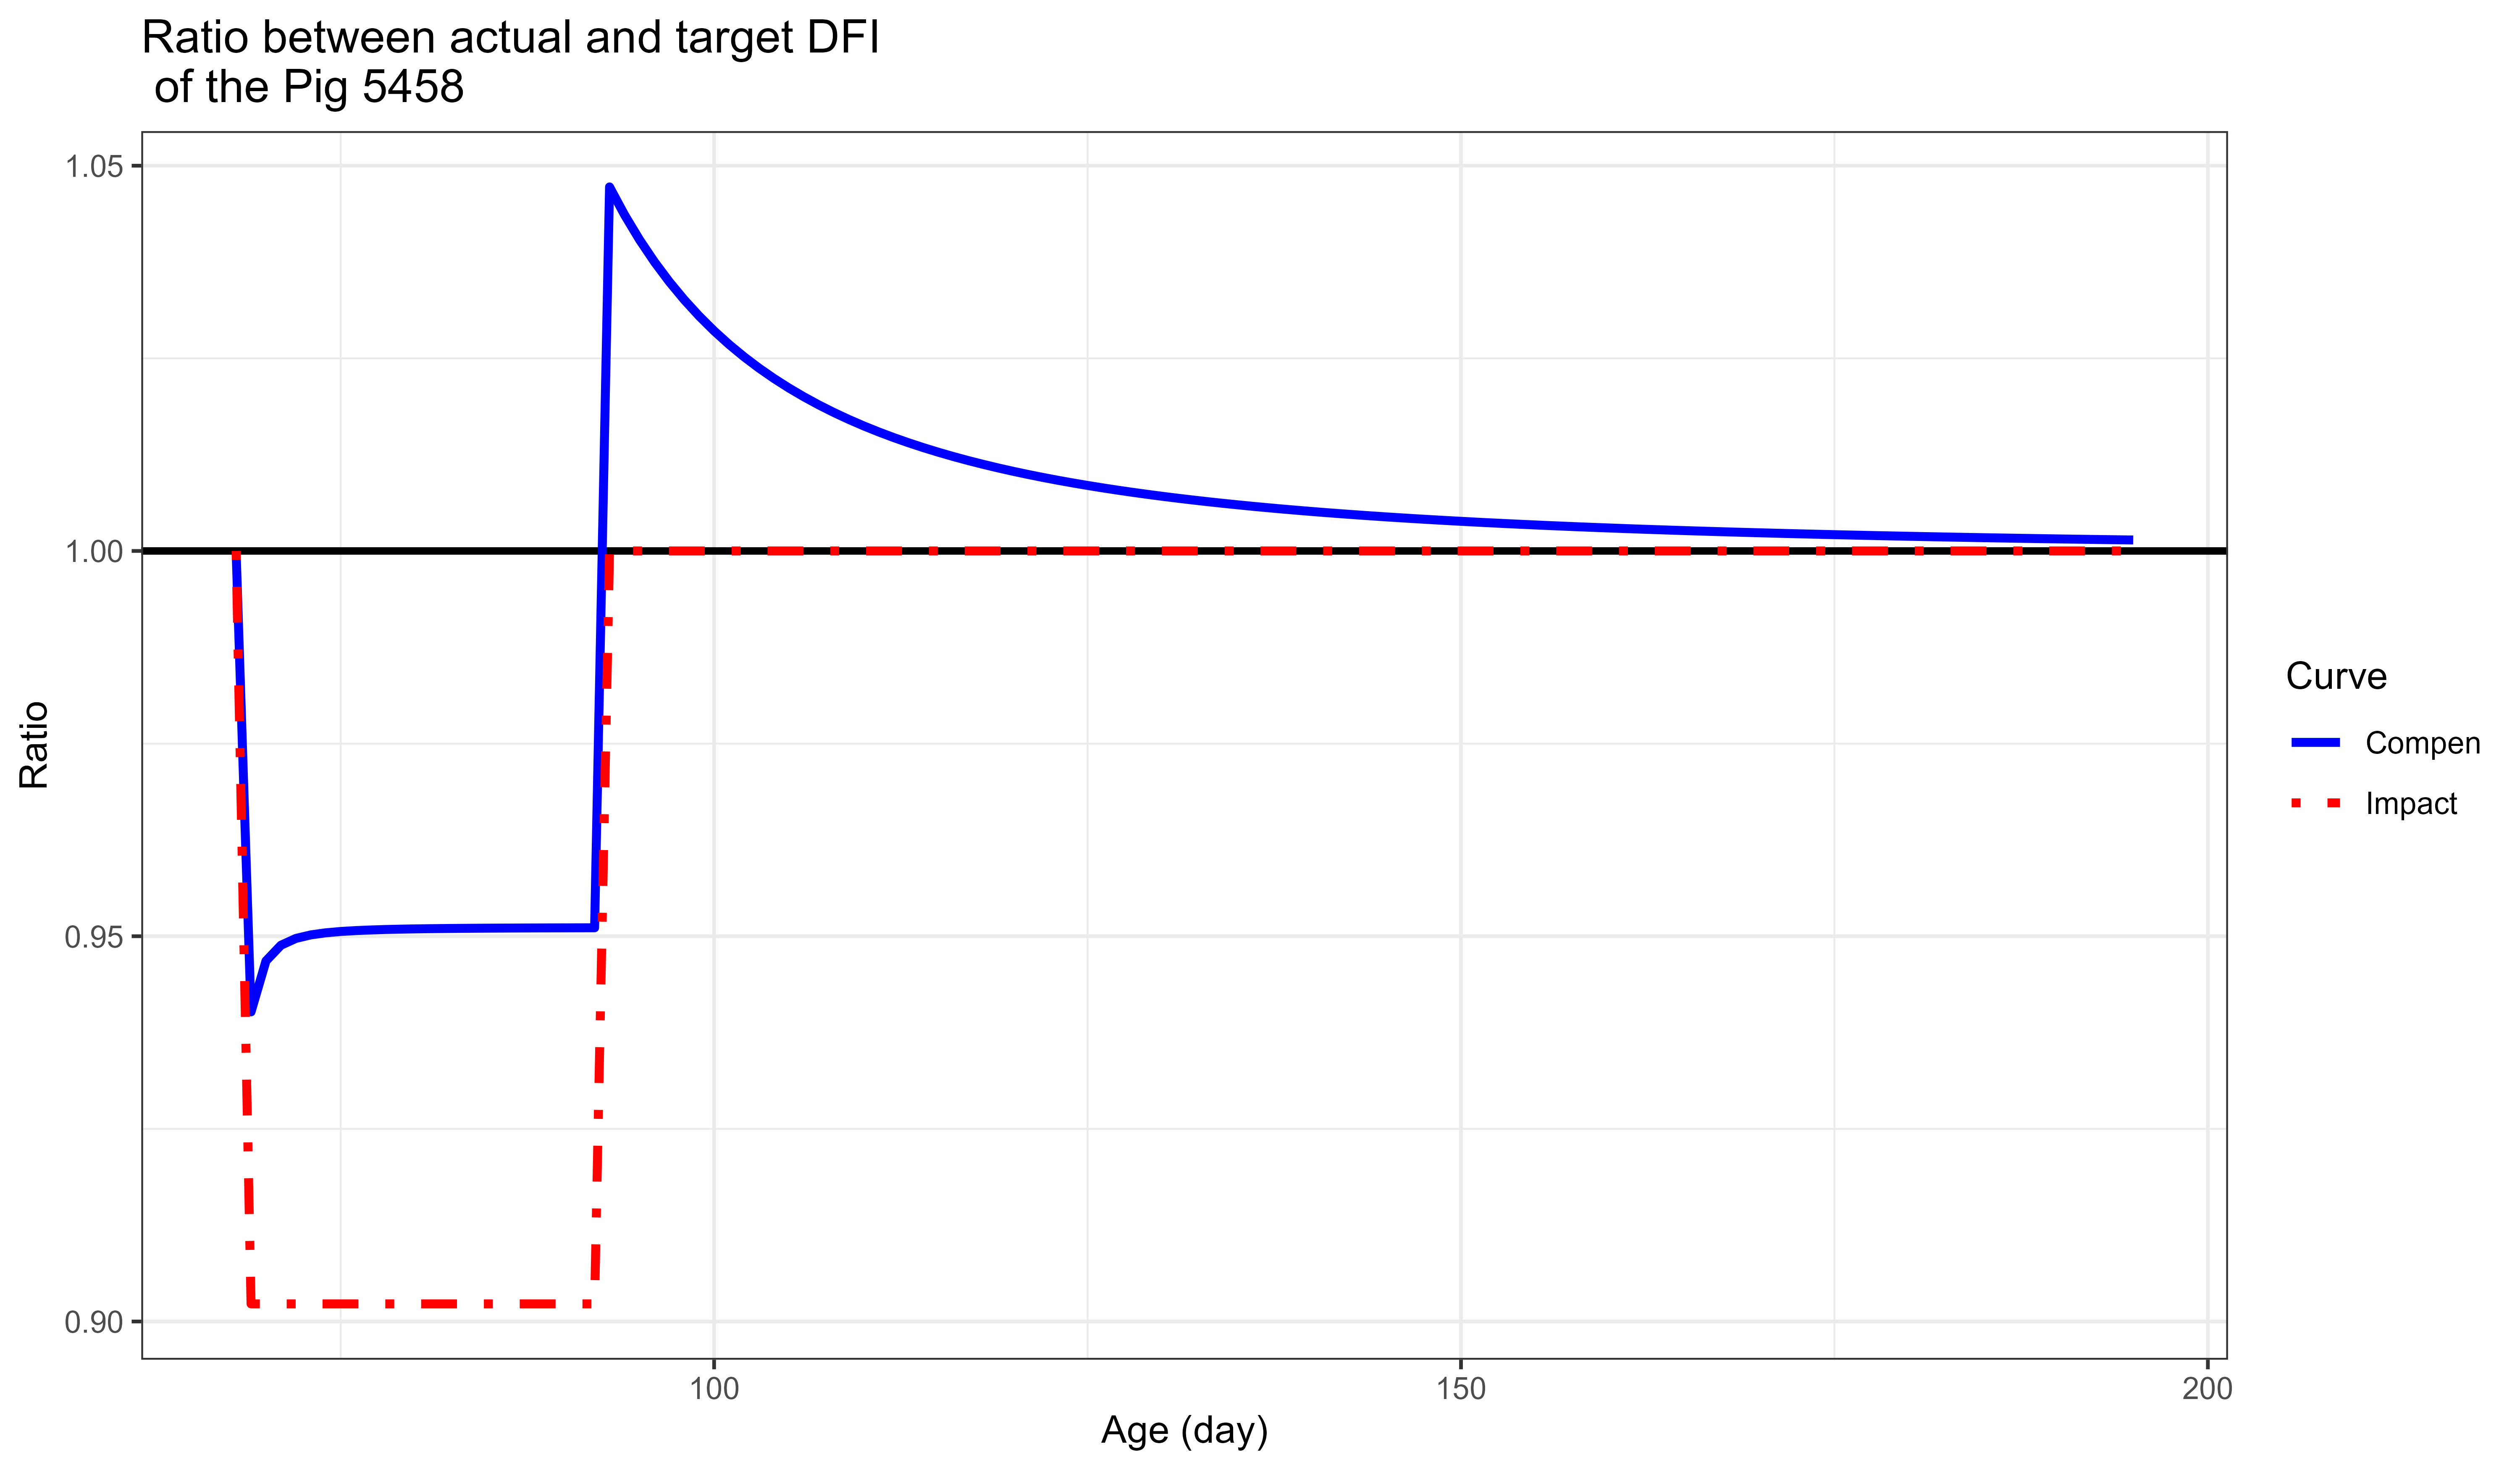 Ratio between actual and target DFI
of the Pig 5458
1.05
1.00
0.95
0.90
Ratio
100
150
200
Age (day)
Curve
Compen
Impact